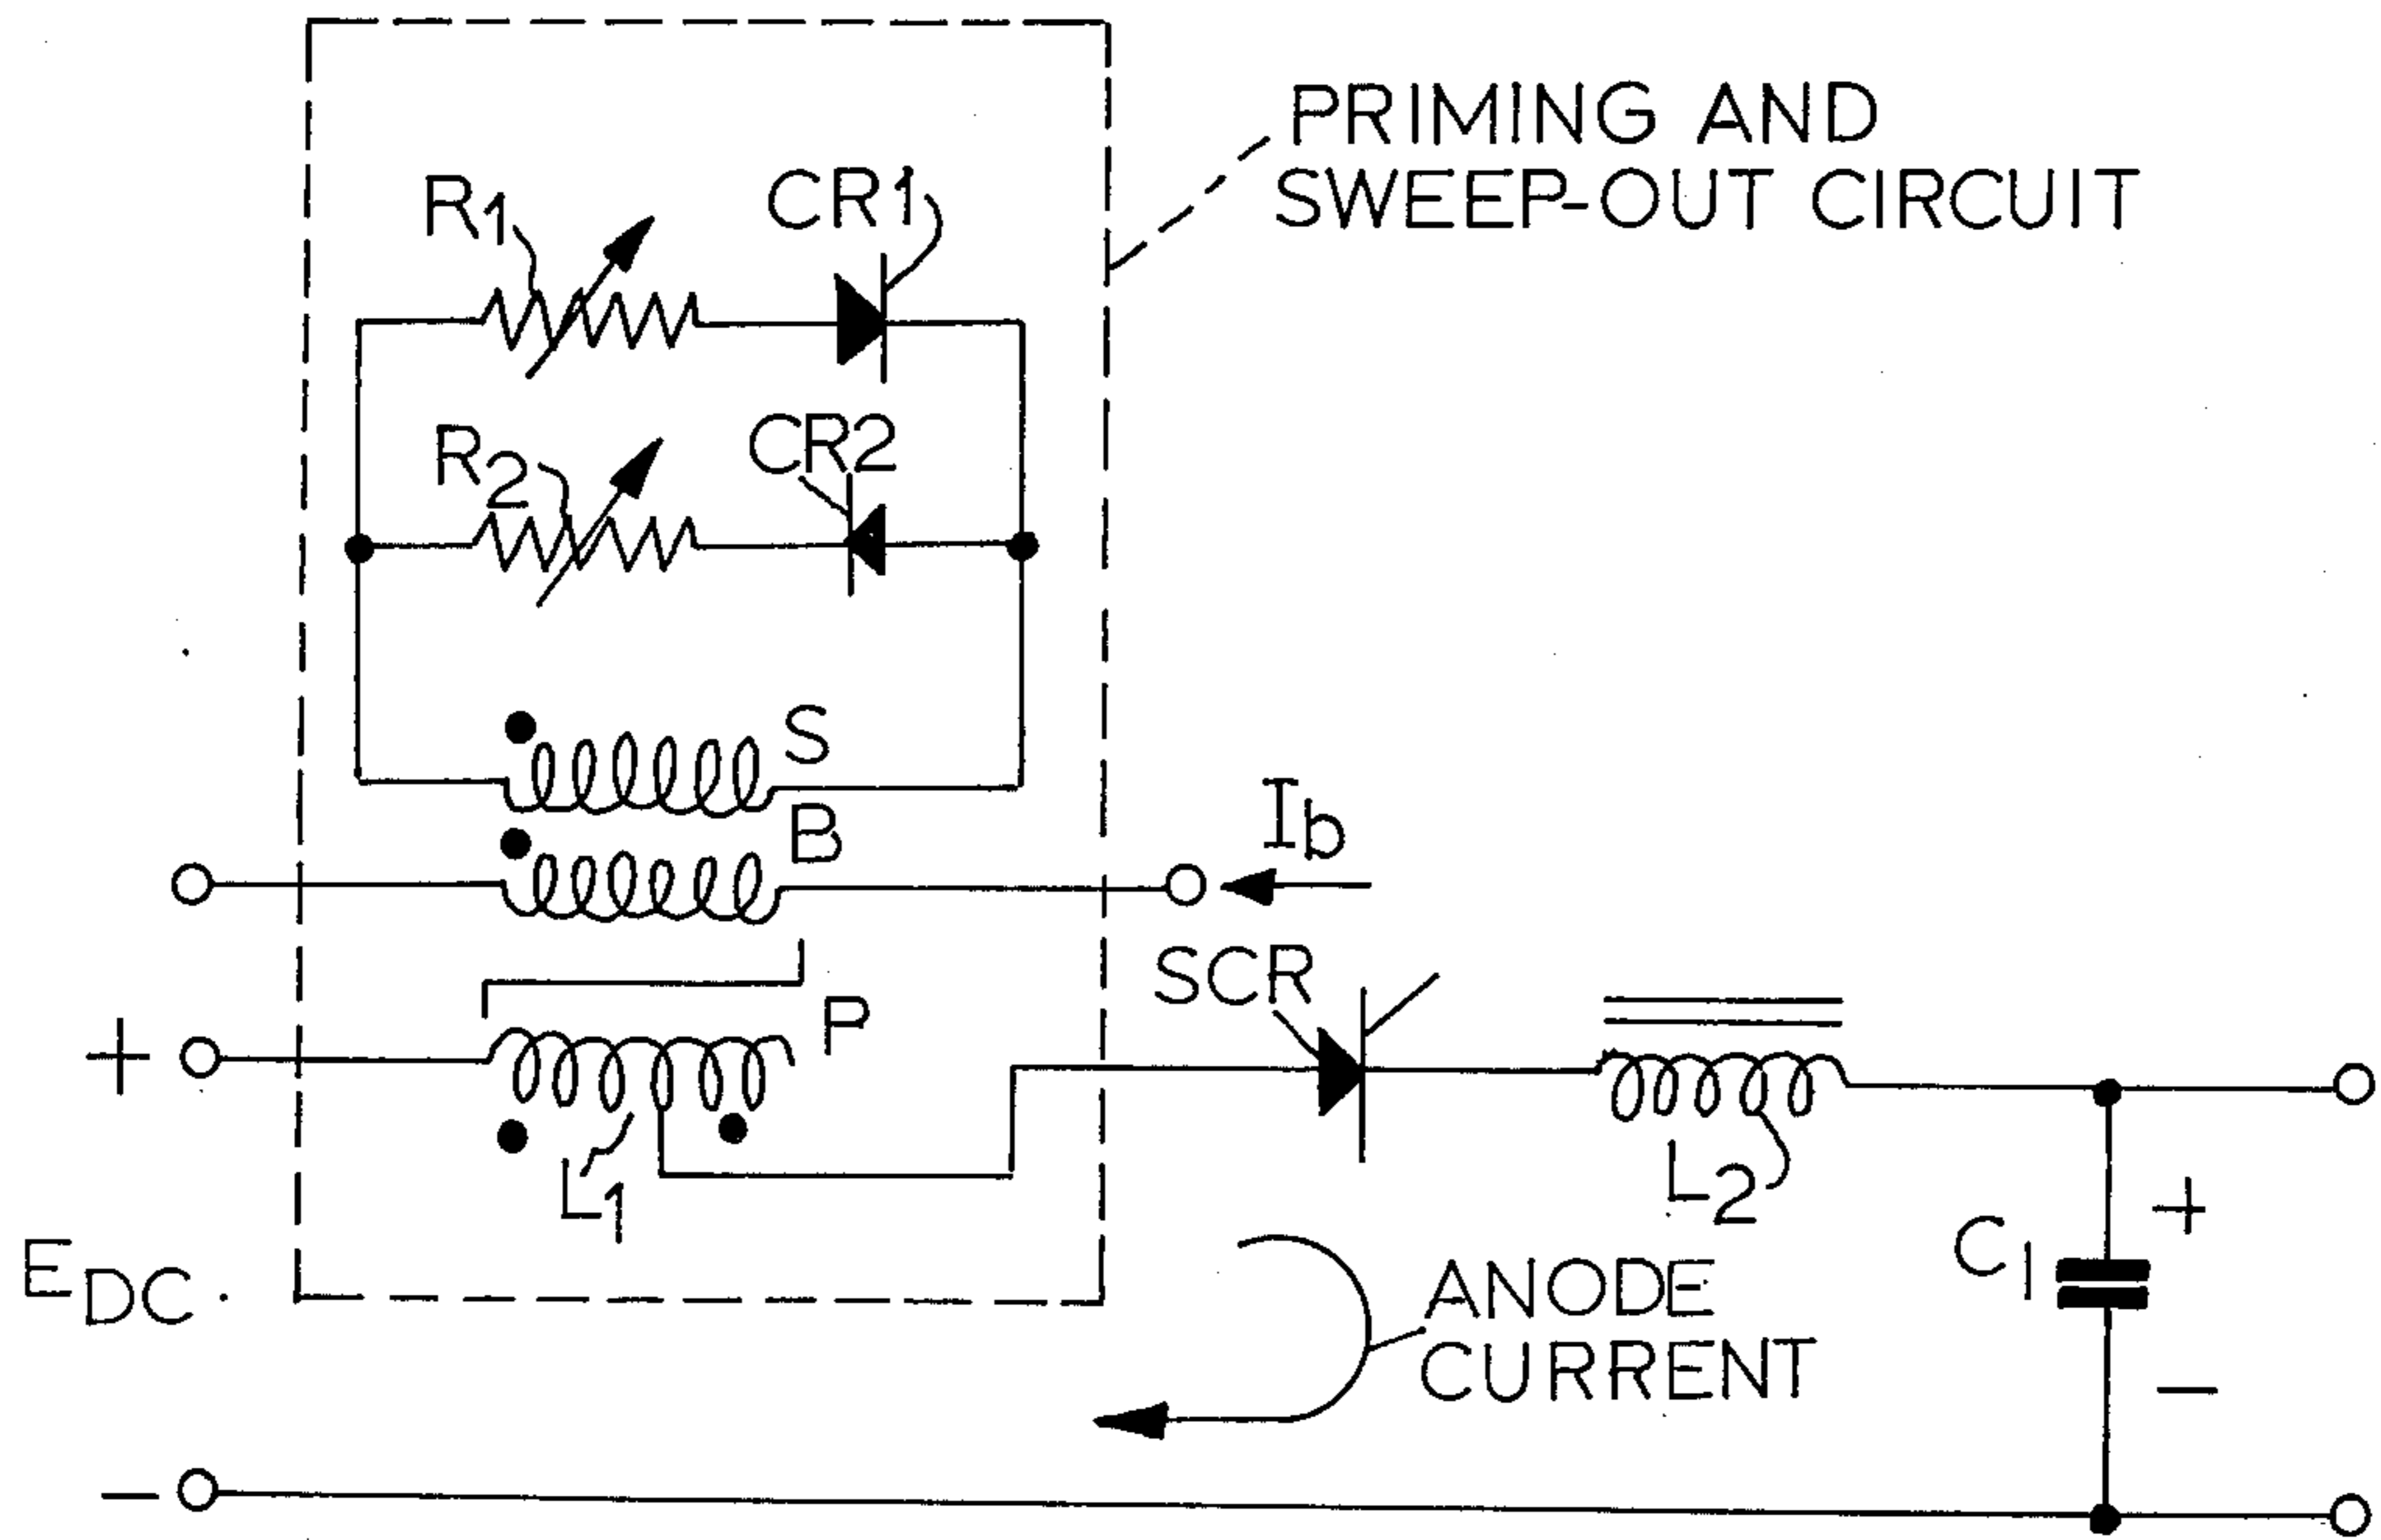 PRIMING AND
SWEEP-OUT CIRCUIT
R1
CR1
R2
CR2
S
B
Ib
SCR
P
+
L1
L2
EDC
C1
+
ANODE
CURRENT
−
−